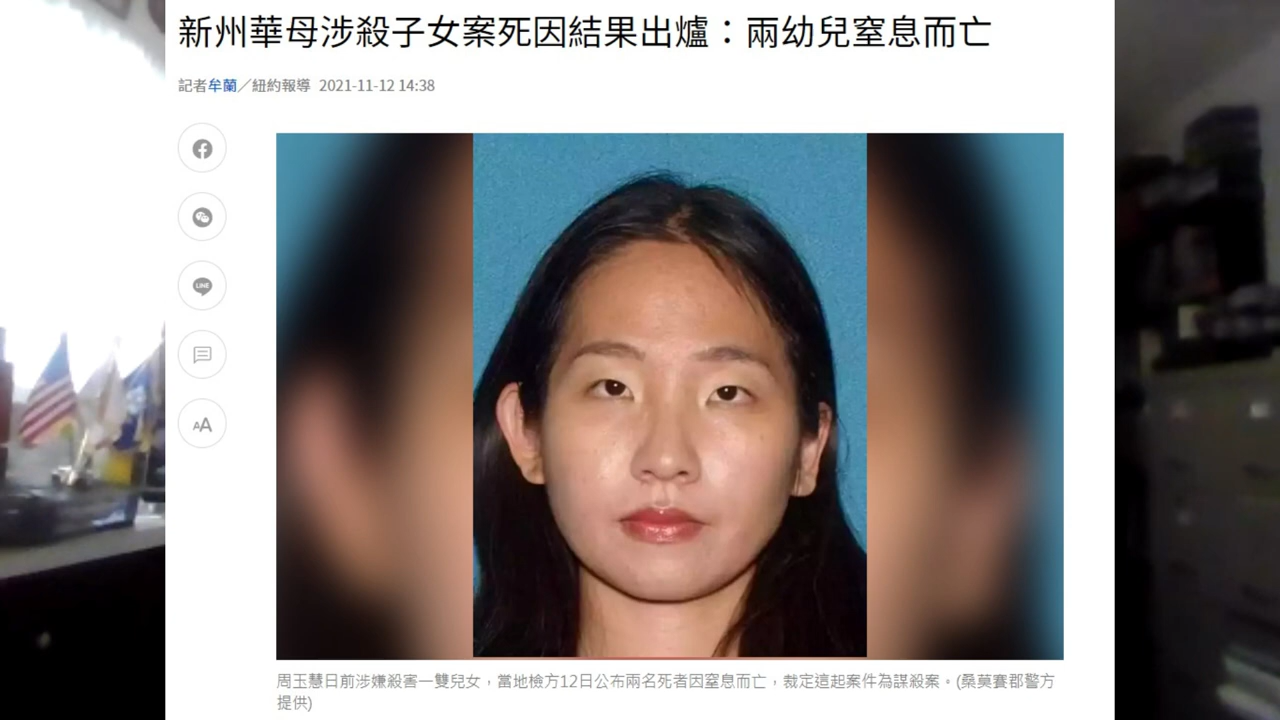 新州華母涉殺子女案死因結果出爐：兩幼兒窒息而亡
記者牟蘭／紐約報導 2021-11-12 14:38
LINE
AA
周玉慧日前涉嫌殺害一雙兒女，當地檢方12日公布兩名死者因窒息而亡，裁定這起案件為謀殺案。(桑莫賽郡警方
提供)